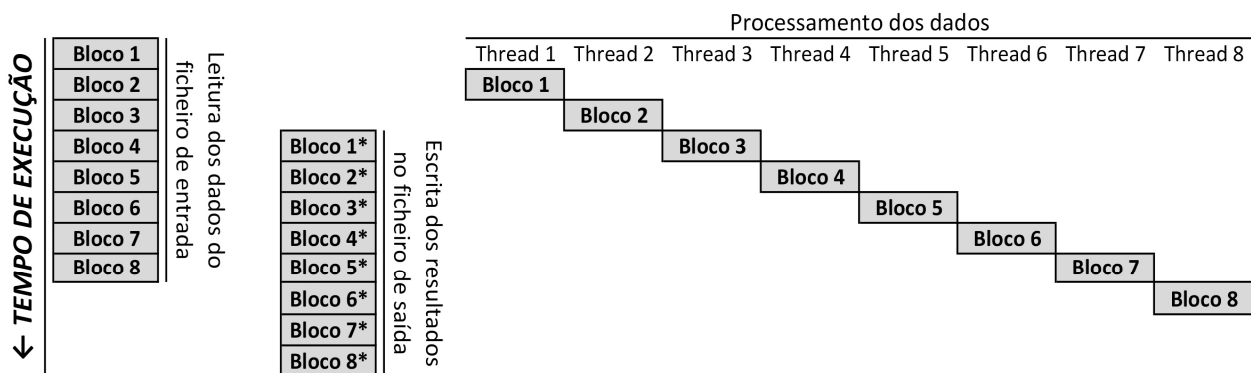 ← TEMPO DE EXECUÇÃO
Bloco 1
Bloco 2
Bloco 3
Bloco 4
Bloco 5
Bloco 6
Bloco 7
Bloco 8
Leitura dos dados do
ficheiro de entrada
Bloco 1*
Bloco 2*
Bloco 3*
Bloco 4*
Bloco 5*
Bloco 6*
Bloco 7*
Bloco 8*
Escrita dos resultados
no ficheiro de saída
Processamento dos dados
Thread 1 Thread 2 Thread 3 Thread 4 Thread 5 Thread 6 Thread 7 Thread 8
Bloco 1
Bloco 2
Bloco 3
Bloco 4
Bloco 5
Bloco 6
Bloco 7
Bloco 8